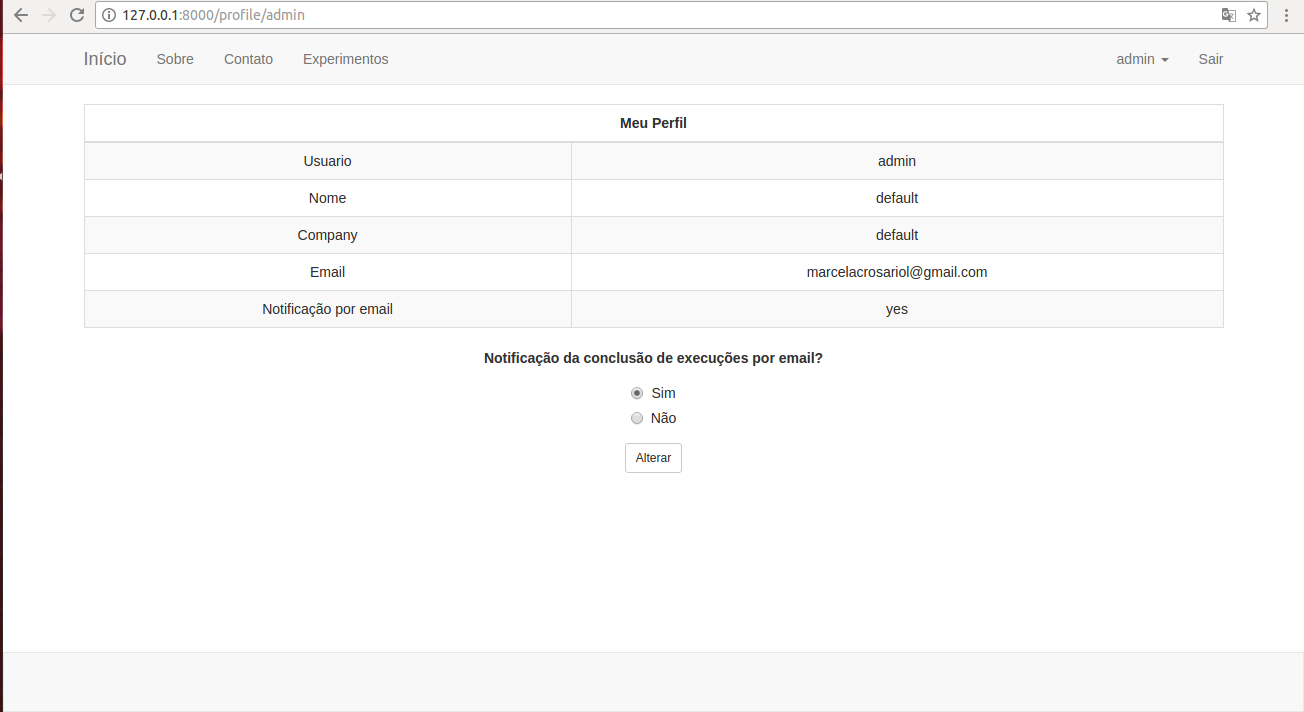 127.0.0.1:8000/profile/admin
Início Sobre Contato Experimentos admin Sair
Meu Perfil
Usuario admin
Nome default
Company default
Email marcelacrosariol@gmail.com
Notificação por email yes
Notificação da conclusão de execuções por email?
Sim
Não
Alterar